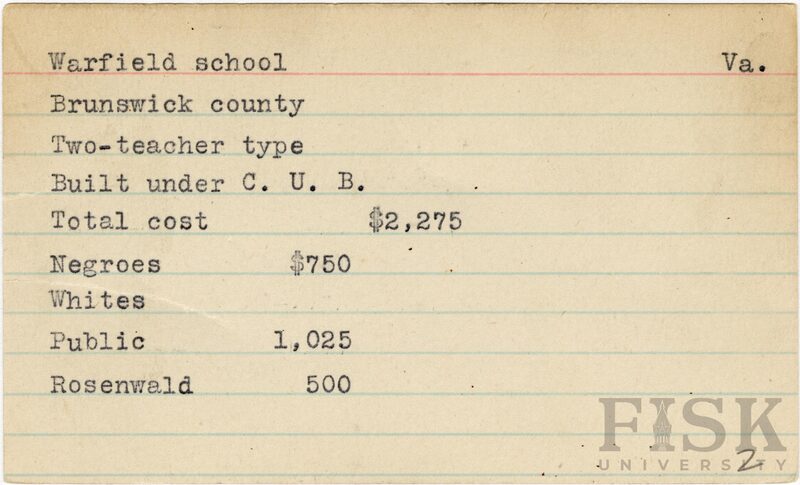 Warfield school Va.
Brunswick county
Two-teacher type
Built under C. U. B.
Total cost $2,275
Negroes $750
Whites
Public 1,025
Rosenwald 500
FISK
UNIVERSITY
2